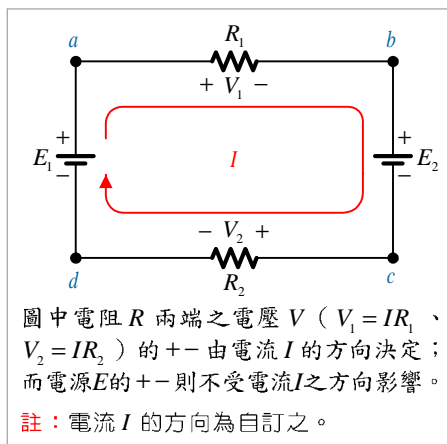 a
R₁
b
+ V₁ −
+
E₁
−
I
+
E₂
−
− V₂ +
d
R₂
c
圖中電阻 R 兩端之電壓 V（V₁ = IR₁、
V₂ = IR₂）的 +− 由電流 I 的方向決定；
而電源E的 +− 則不受電流I之方向影響。
註：電流 I 的方向為自訂之。